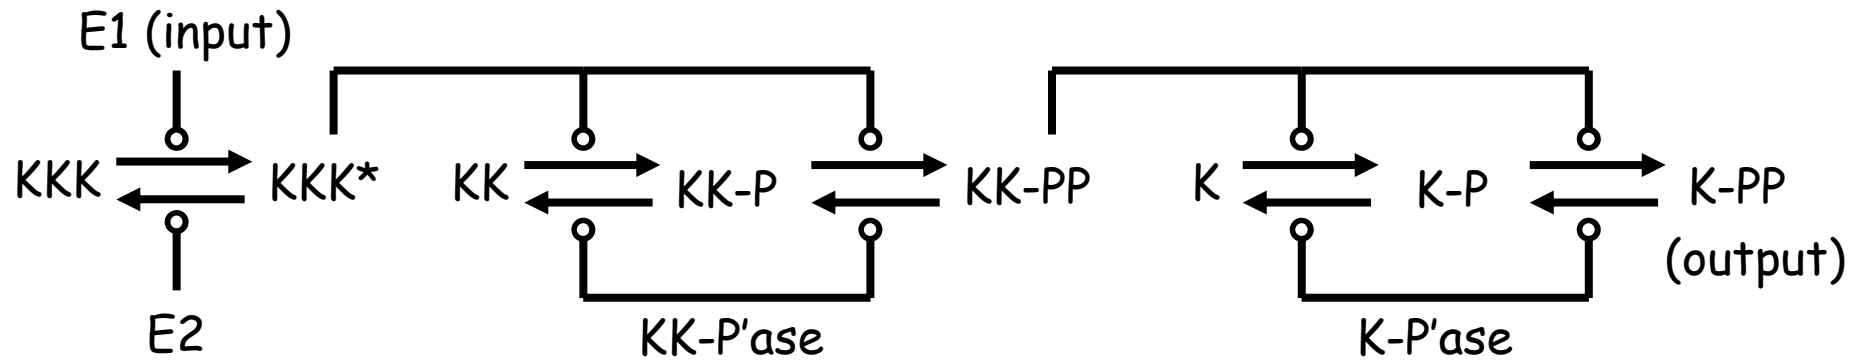 E1 (input)
KKK KKK* KK KK-P KK-PP K K-P K-PP
(output)
E2 KK-P'ase K-P'ase